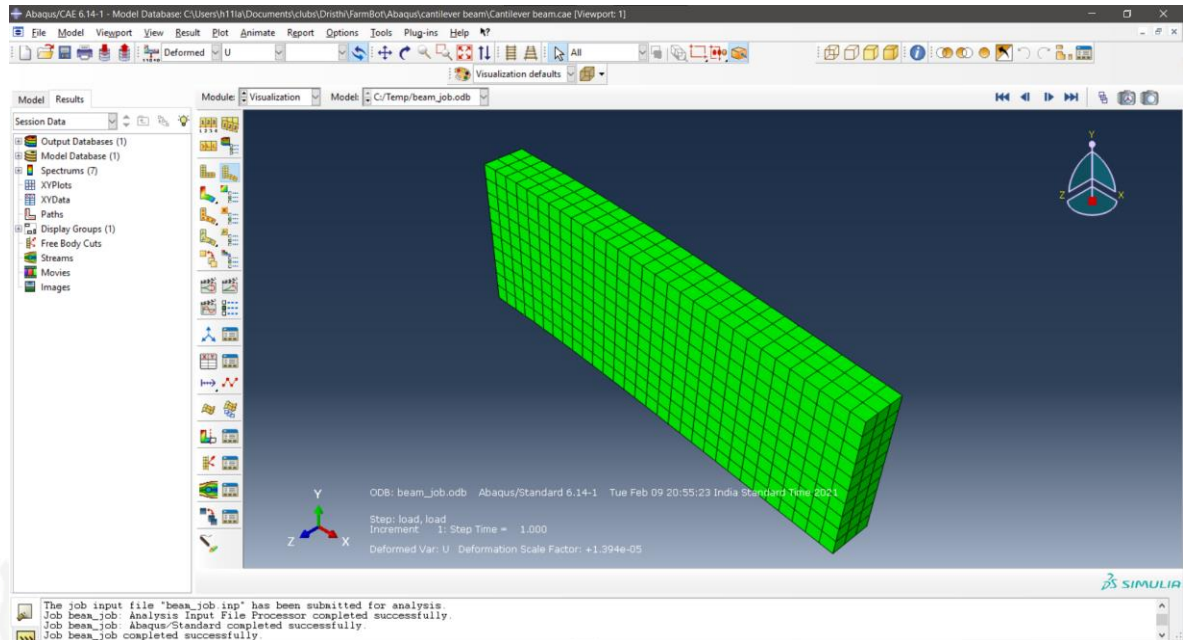 Abaqus/CAE 6.14-1 - Model Database: C:\Users\h11la\Documents\clubs\Dristhi\FarmBot\Abaqus\cantilever beam\Cantilever beam.cae [Viewport: 1]
File Model Viewport View Result Plot Animate Report Options Tools Plug-ins Help
Deformed U All
Visualization defaults
Model Results Module: Visualization Model: C:/Temp/beam_job.odb
Session Data
Output Databases (1)
Model Database (1)
Spectrums (7)
XYPlots
XYData
Paths
Display Groups (1)
Free Body Cuts
Streams
Movies
Images
Y
Z X
ODB: beam_job.odb Abaqus/Standard 6.14-1 Tue Feb 09 20:55:23 India Standard Time 2021
Y
Step: load, load
Increment 1: Step Time = 1.000
Z X
Deformed Var: U Deformation Scale Factor: +1.394e-05
SIMULIA
The job input file "beam_job.inp" has been submitted for analysis.
Job beam_job: Analysis Input File Processor completed successfully.
Job beam_job: Abaqus/Standard completed successfully.
Job beam_job completed successfully.